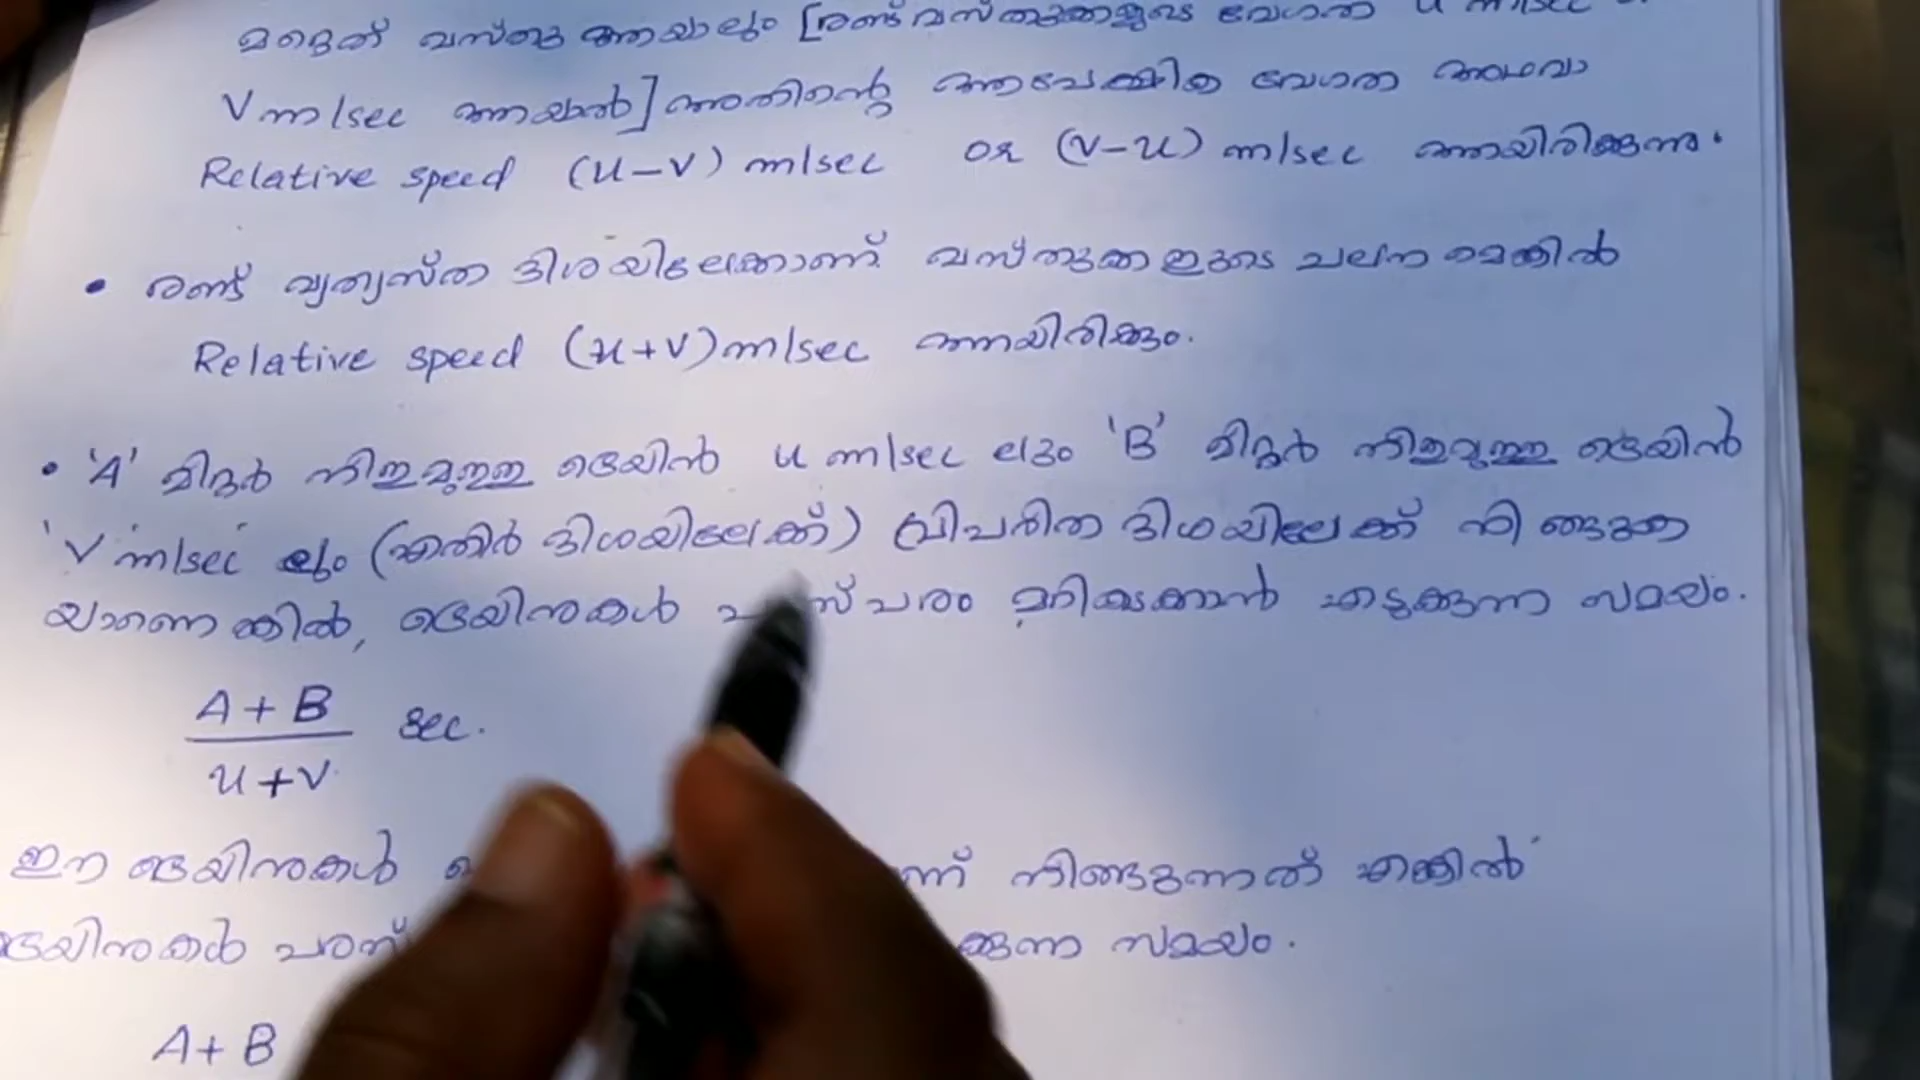 മറ്റെത് വസ്തു ആയാലും [രണ്ട് വസ്തുക്കളുടെ വേഗത u m/sec
V m/sec ആയാൽ] അതിന്റെ ആപേക്ഷിക വേഗത അഥവാ
Relative speed (u-v) m/sec or (v-u) m/sec ആയിരിക്കുന്നു.
• രണ്ട് വ്യത്യസ്ത ദിശയിലേക്കാണ് വസ്തുക്കളുടെ ചലനമെങ്കിൽ
Relative speed (u+v) m/sec ആയിരിക്കും.
• 'A' മീറ്റർ നീളമുള്ള ട്രെയിൻ u m/sec ലും 'B' മീറ്റർ നീളമുള്ള ട്രെയിൻ
'V' m/sec ലും (എതിർ ദിശയിലേക്ക്) വിപരീത ദിശയിലേക്ക് നീങ്ങുക
യാണെങ്കിൽ, ട്രെയിനുകൾ പരസ്പരം മറികടക്കാൻ എടുക്കുന്ന സമയം.
A + B
sec.
u + v
ഈ ട്രെയിനുകൾ നീങ്ങുന്നത് എങ്കിൽ
ട്രെയിനുകൾ സമയം.
A + B